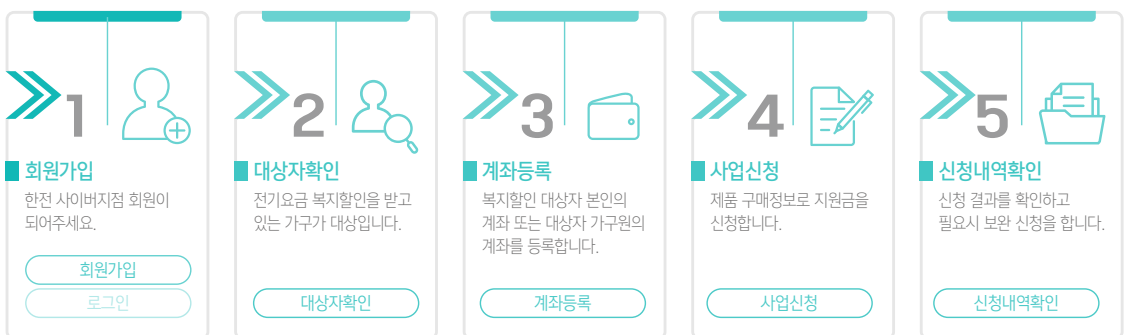 1
회원가입
한전 사이버지점 회원이
되어주세요.
회원가입
로그인
2
대상자확인
전기요금 복지할인을 받고
있는 가구가 대상입니다.
대상자확인
3
계좌등록
복지할인 대상자 본인의
계좌 또는 대상자 가구원의
계좌를 등록합니다.
계좌등록
4
사업신청
제품 구매정보로 지원금을
신청합니다.
사업신청
5
신청내역확인
신청 결과를 확인하고
필요시 보완 신청을 합니다.
신청내역확인